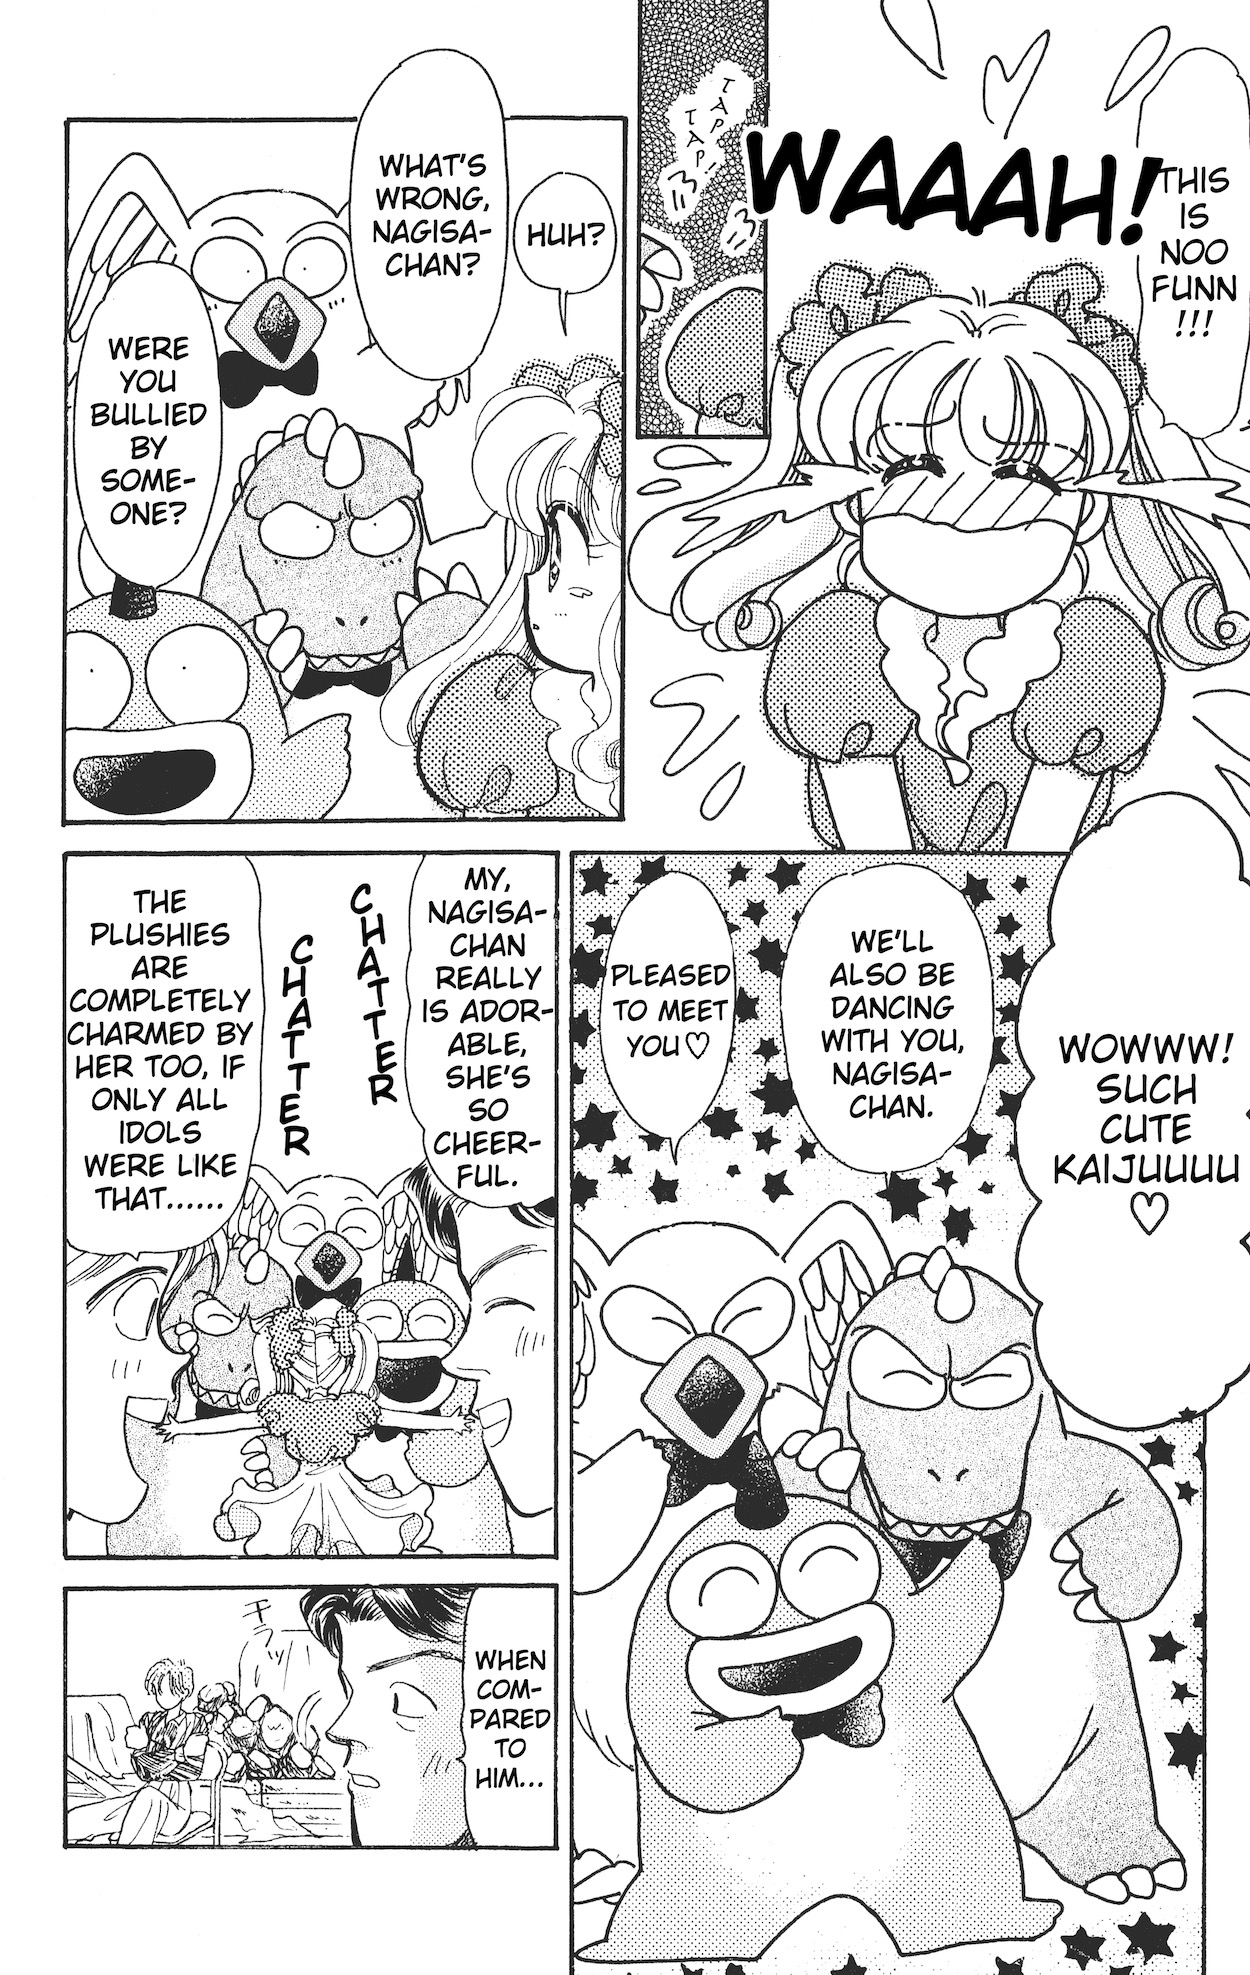 THIS
IS
NOO
FUNN
!!!
WAAAH!
TAP!
TAP!
HUH?
WHAT'S
WRONG,
NAGISA-
CHAN?
WERE
YOU
BULLIED
BY
SOME-
ONE?
WOWWW!
SUCH
CUTE
KAIJUUUU
♡
WE'LL
ALSO BE
DANCING
WITH YOU,
NAGISA-
CHAN.
PLEASED
TO MEET
YOU♡
MY,
NAGISA-
CHAN
REALLY
IS ADOR-
ABLE,
SHE'S
SO
CHEER-
FUL.
CHATTER
CHATTER
THE
PLUSHIES
ARE
COMPLETELY
CHARMED BY
HER TOO, IF
ONLY ALL
IDOLS
WERE LIKE
THAT......
WHEN
COM-
PARED
TO
HIM...